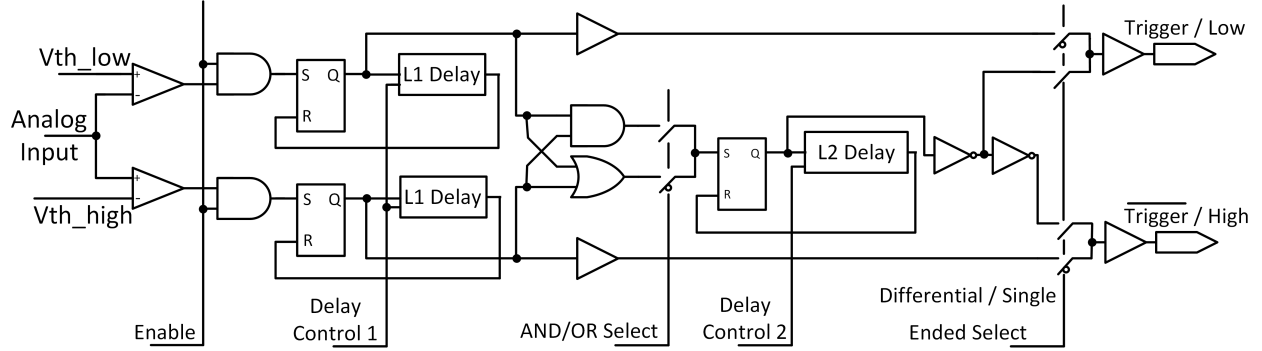 Trigger / Low
Vth_low
+
-
S Q
R
L1 Delay
Analog
Input
+
-
Vth_high
S Q
R
L1 Delay
S Q
R
L2 Delay
Trigger / High
Enable
Delay
Control 1
AND/OR Select
Delay
Control 2
Differential / Single
Ended Select